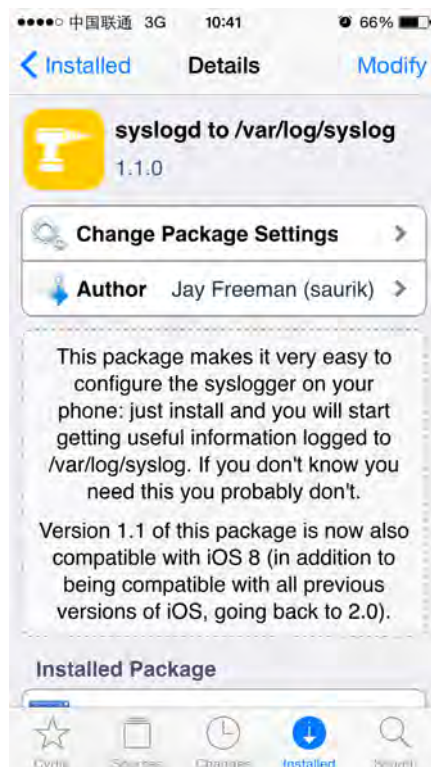 中国联通 3G 10:41 66%
Installed Details Modify
syslogd to /var/log/syslog
1.1.0
Change Package Settings
Author Jay Freeman (saurik)
This package makes it very easy to
configure the syslogger on your
phone: just install and you will start
getting useful information logged to
/var/log/syslog. If you don't know you
need this you probably don't.
Version 1.1 of this package is now also
compatible with iOS 8 (in addition to
being compatible with all previous
versions of iOS, going back to 2.0).
Installed Package
Cydia Sources Changes Installed Search